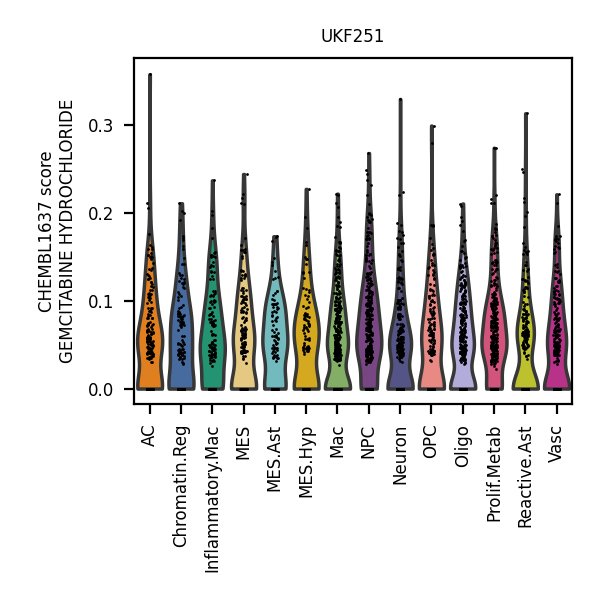 UKF251
CHEMBL1637 score
GEMCITABINE HYDROCHLORIDE
0.3
0.2
0.1
0.0
AC
Chromatin.Reg
Inflammatory.Mac
MES
MES.Ast
MES.Hyp
Mac
NPC
Neuron
OPC
Oligo
Prolif.Metab
Reactive.Ast
Vasc